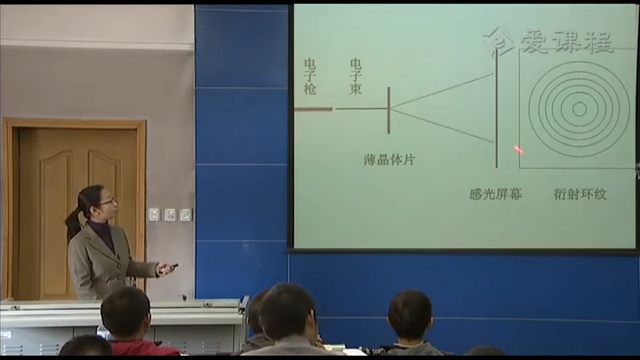 爱课程
电子枪
电子束
薄晶体片
感光屏幕
衍射环纹